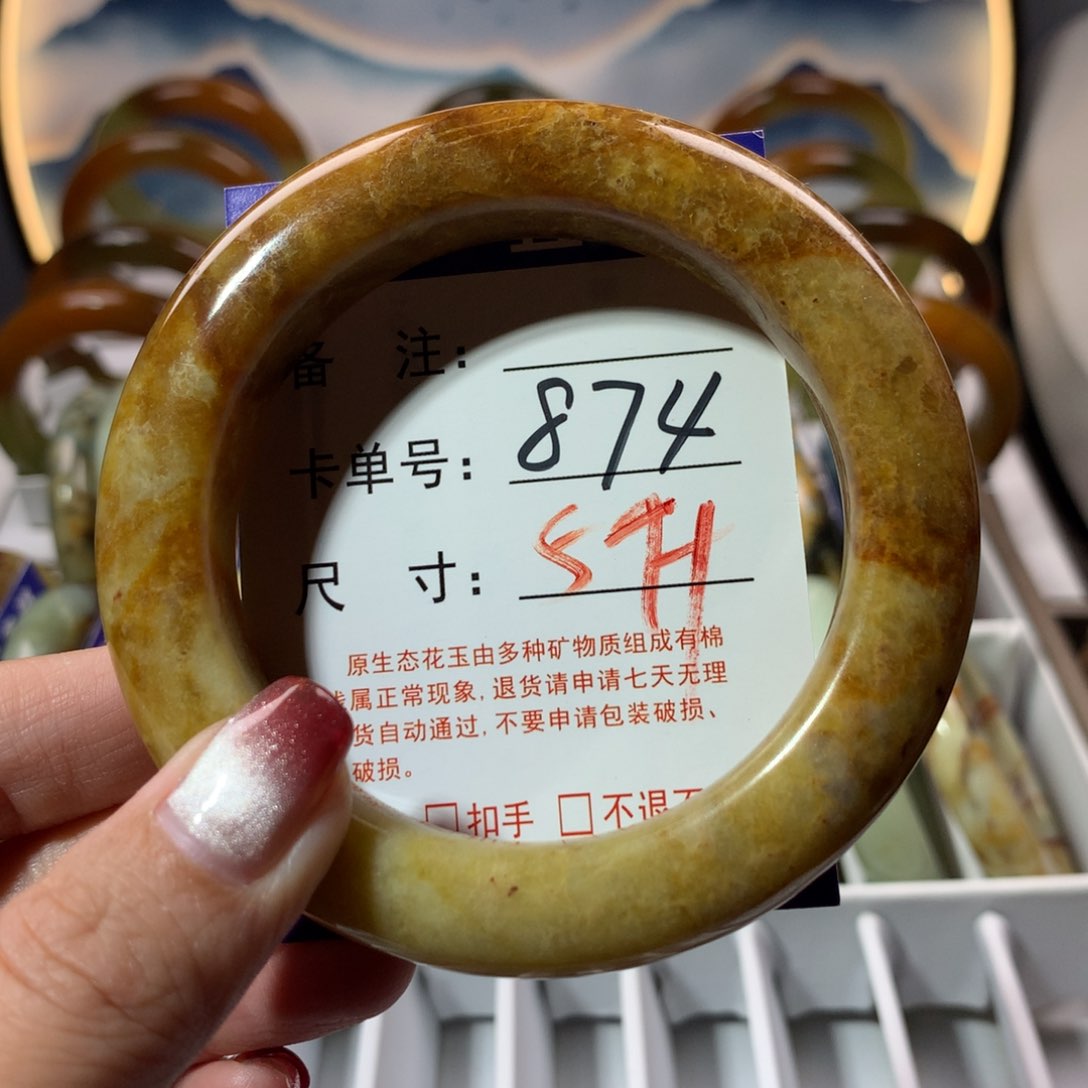 备 注:
卡单号: 874
尺 寸: 57H
原生态花玉由多种矿物质组成有棉
线属正常现象,退货请申请七天无理
货自动通过,不要申请包装破损、
破损。
□扣手 □不退